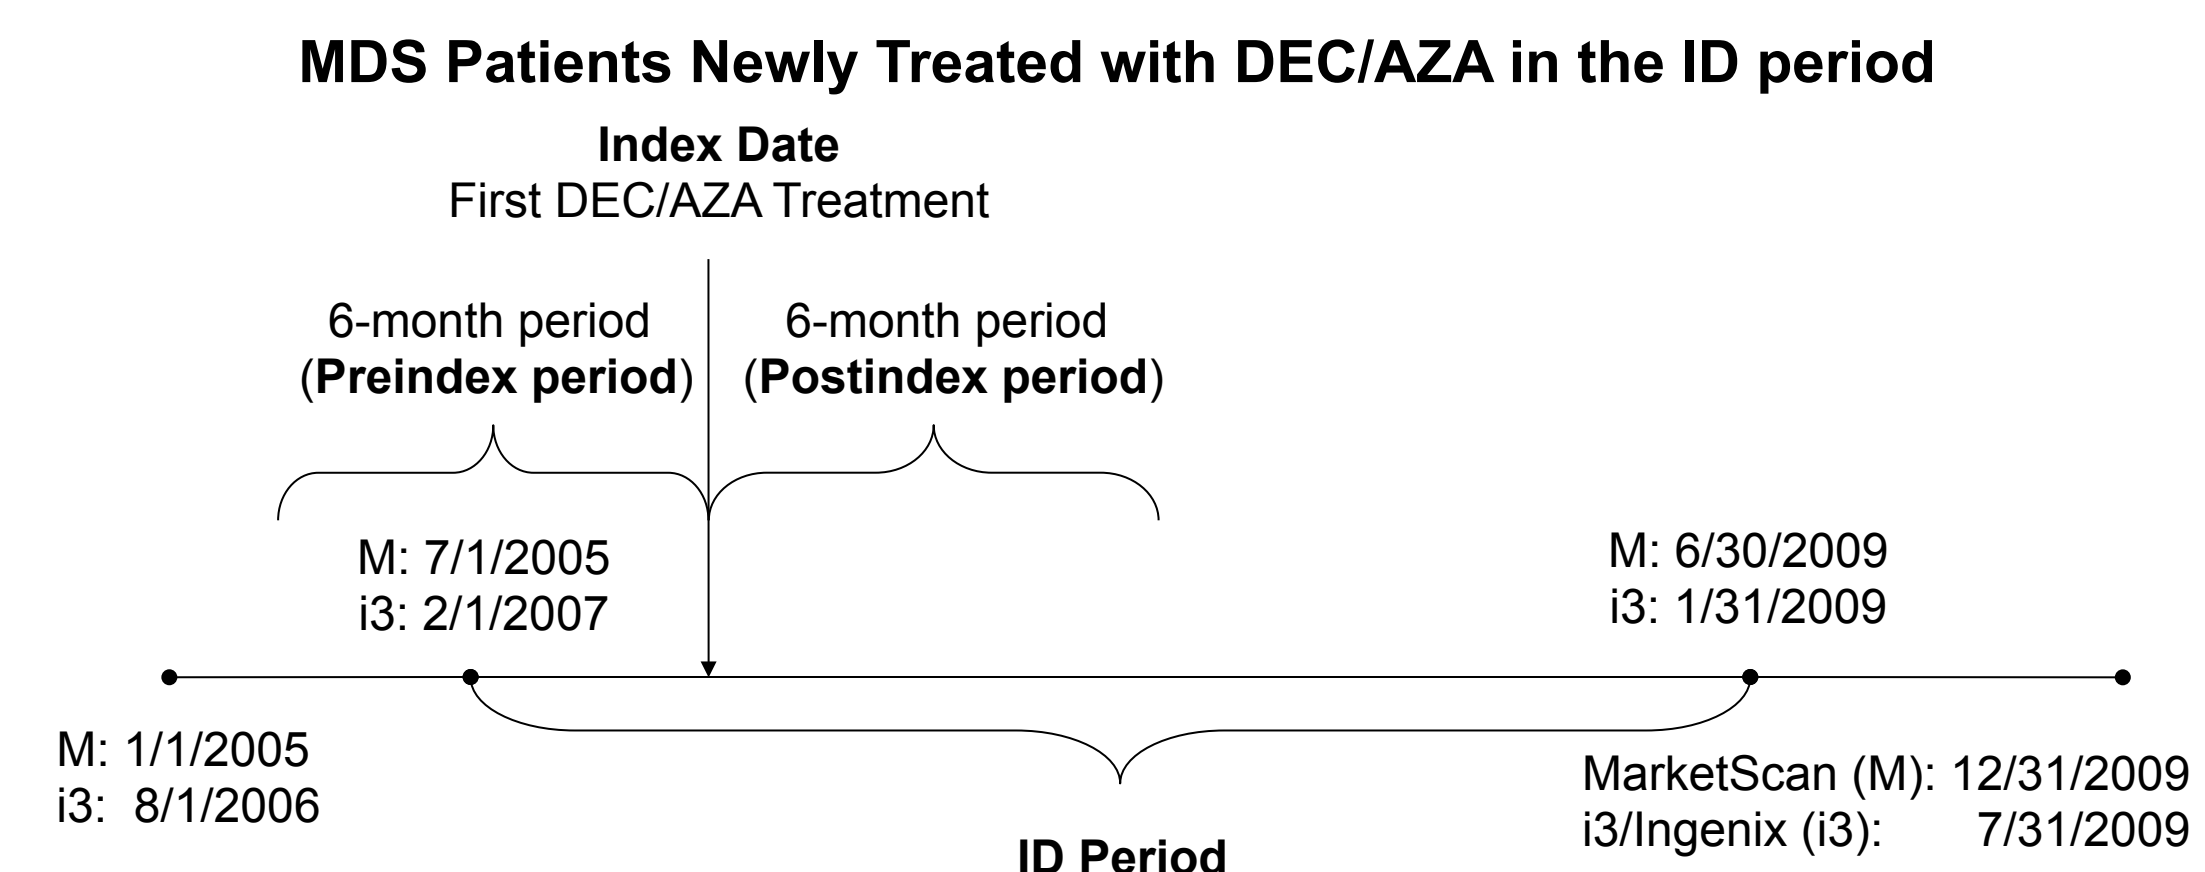 MDS Patients Newly Treated with DEC/AZA in the ID period
Index Date
First DEC/AZA Treatment
6-month period
(Preindex period)
6-month period
(Postindex period)
M: 7/1/2005
i3: 2/1/2007
M: 6/30/2009
i3: 1/31/2009
M: 1/1/2005
i3: 8/1/2006
MarketScan (M): 12/31/2009
i3/Ingenix (i3): 7/31/2009
ID Period